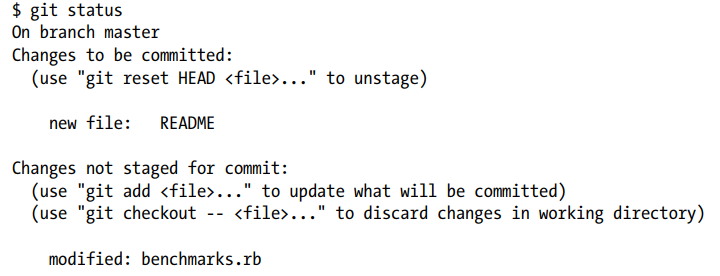 $ git status
On branch master
Changes to be committed:
  (use "git reset HEAD <file>..." to unstage)

    new file:   README

Changes not staged for commit:
  (use "git add <file>..." to update what will be committed)
  (use "git checkout -- <file>..." to discard changes in working directory)

    modified: benchmarks.rb